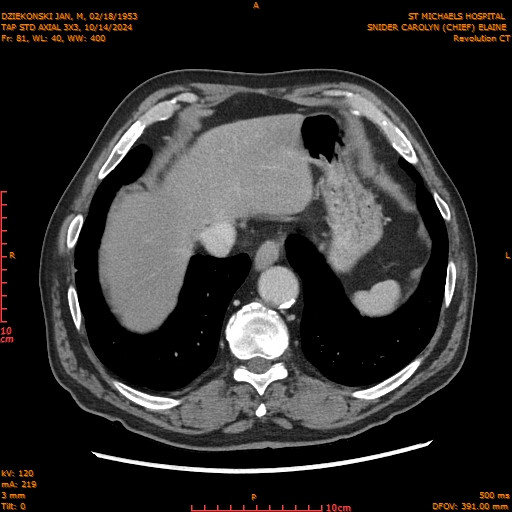 A
DZIEKONSKI JAN, M, 02/18/1953
TAP STD AXIAL 3X3, 10/14/2024
Fr: 81, WL: 40, WW: 400
ST MICHAELS HOSPITAL
SNIDER CAROLYN (CHIEF) ELAINE
Revolution CT
R
L
10
cm
kV: 120
mA: 219
3 mm
Tilt: 0
P
10cm
500 ms
DFOV: 391.00 mm